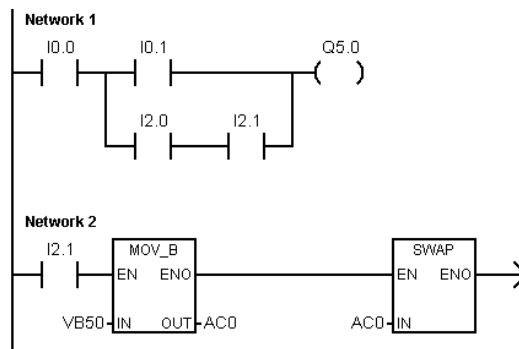 Network 1
I0.0 I0.1 Q5.0
I2.0 I2.1
Network 2
I2.1 MOV_B SWAP
EN ENO EN ENO
VB50 IN OUT AC0 AC0 IN